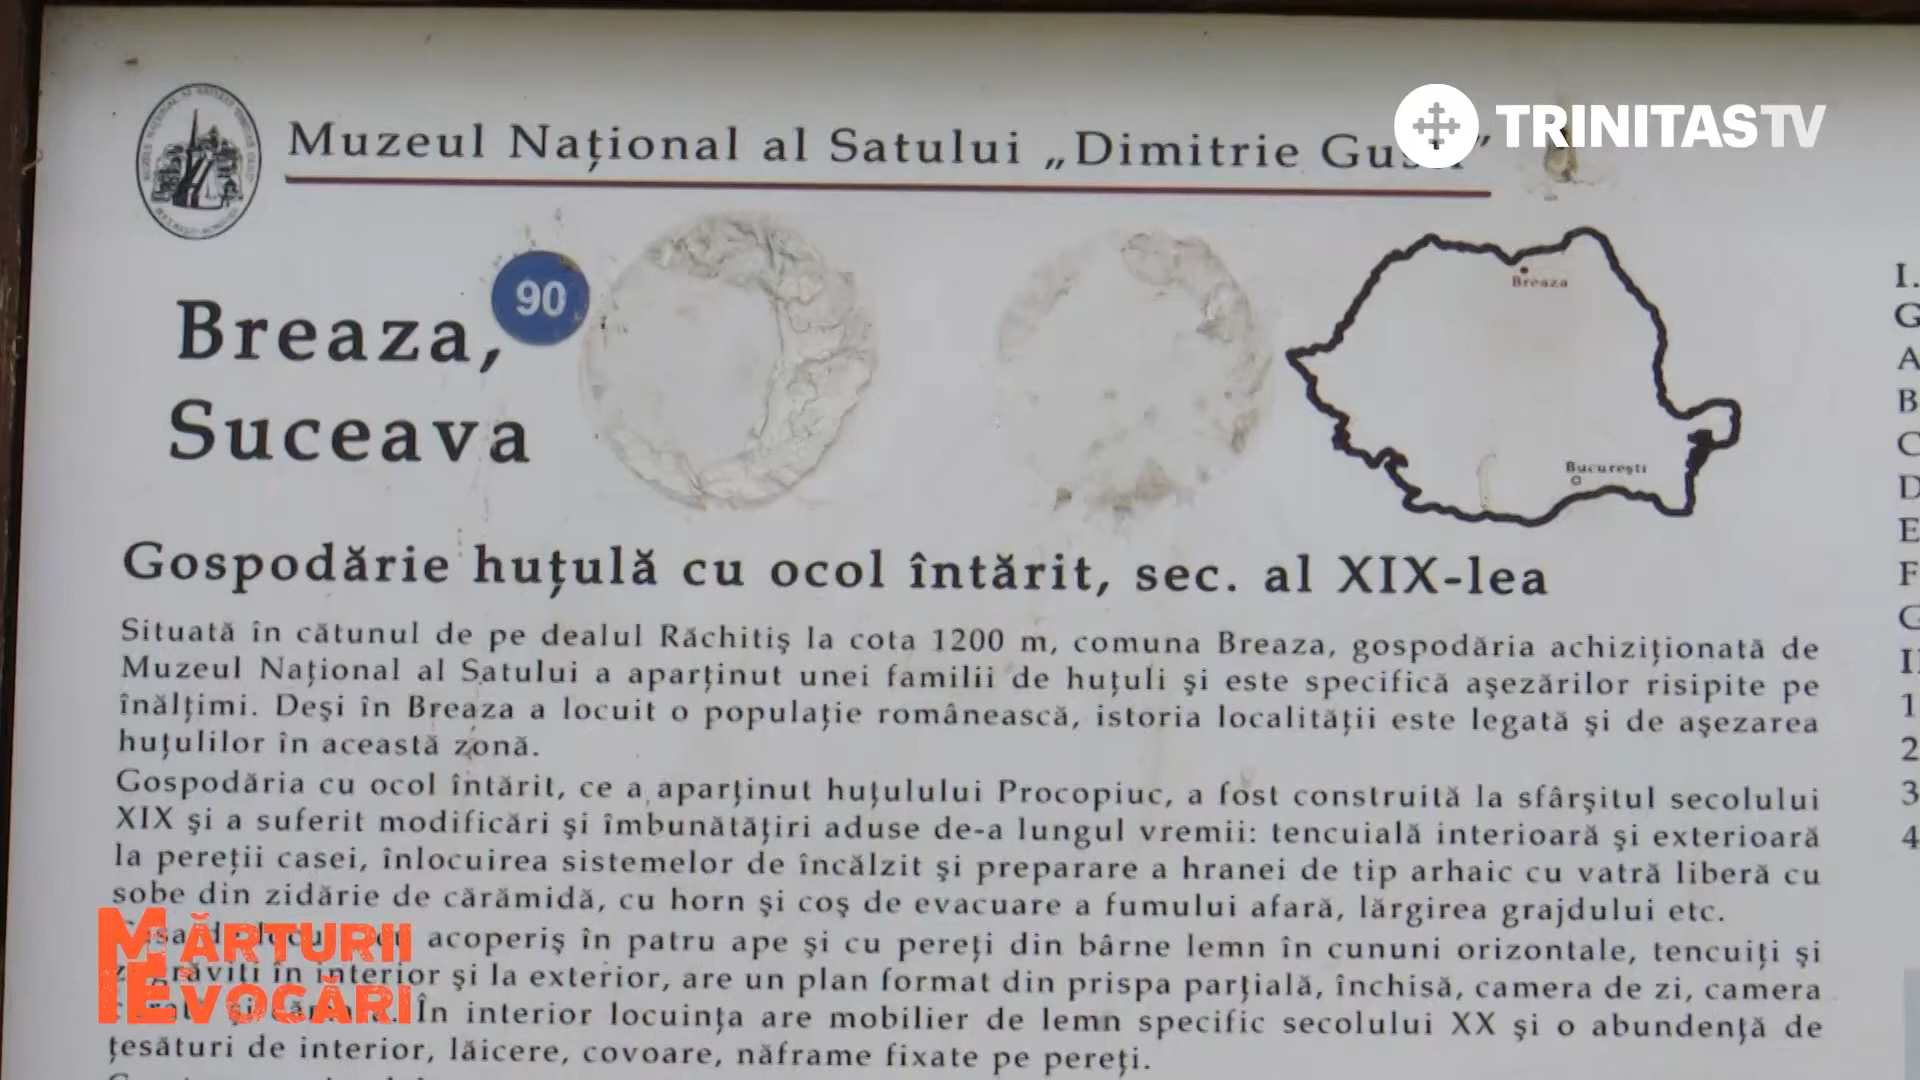 TRINITAS TV
Muzeul Național al Satului „Dimitrie Gusti”
Breaza,
90
Suceava
Breaza
București
Gospodărie huțulă cu ocol întărit, sec. al XIX-lea
Situată în cătunul de pe dealul Răchitiș la cota 1200 m, comuna Breaza, gospodăria achiziționată de
Muzeul Național al Satului a aparținut unei familii de huțuli și este specifică așezărilor risipite pe
înălțimi. Deși în Breaza a locuit o populație românească, istoria localității este legată și de așezarea
huțulilor în această zonă.
Gospodăria cu ocol întărit, ce a aparținut huțulului Procopiuc, a fost construită la sfârșitul secolului
XIX și a suferit modificări și îmbunătățiri aduse de-a lungul vremii: tencuială interioară și exterioară
la pereții casei, înlocuirea sistemelor de încălzit și preparare a hranei de tip arhaic cu vatră liberă cu
sobe din zidărie de cărămidă, cu horn și coș de evacuare a fumului afară, lărgirea grajdului etc.
acoperiș în patru ape și cu pereți din bârne lemn în cununi orizontale, tencuiți și
în interior și la exterior, are un plan format din prispa parțială, închisă, camera de zi, camera
În interior locuința are mobilier de lemn specific secolului XX și o abundență de
țesături de interior, lăicere, covoare, năframe fixate pe pereți.
MĂRTURII
EVOCĂRI
I.
G
A
B
C
D
E
F
G
1
2
3
4